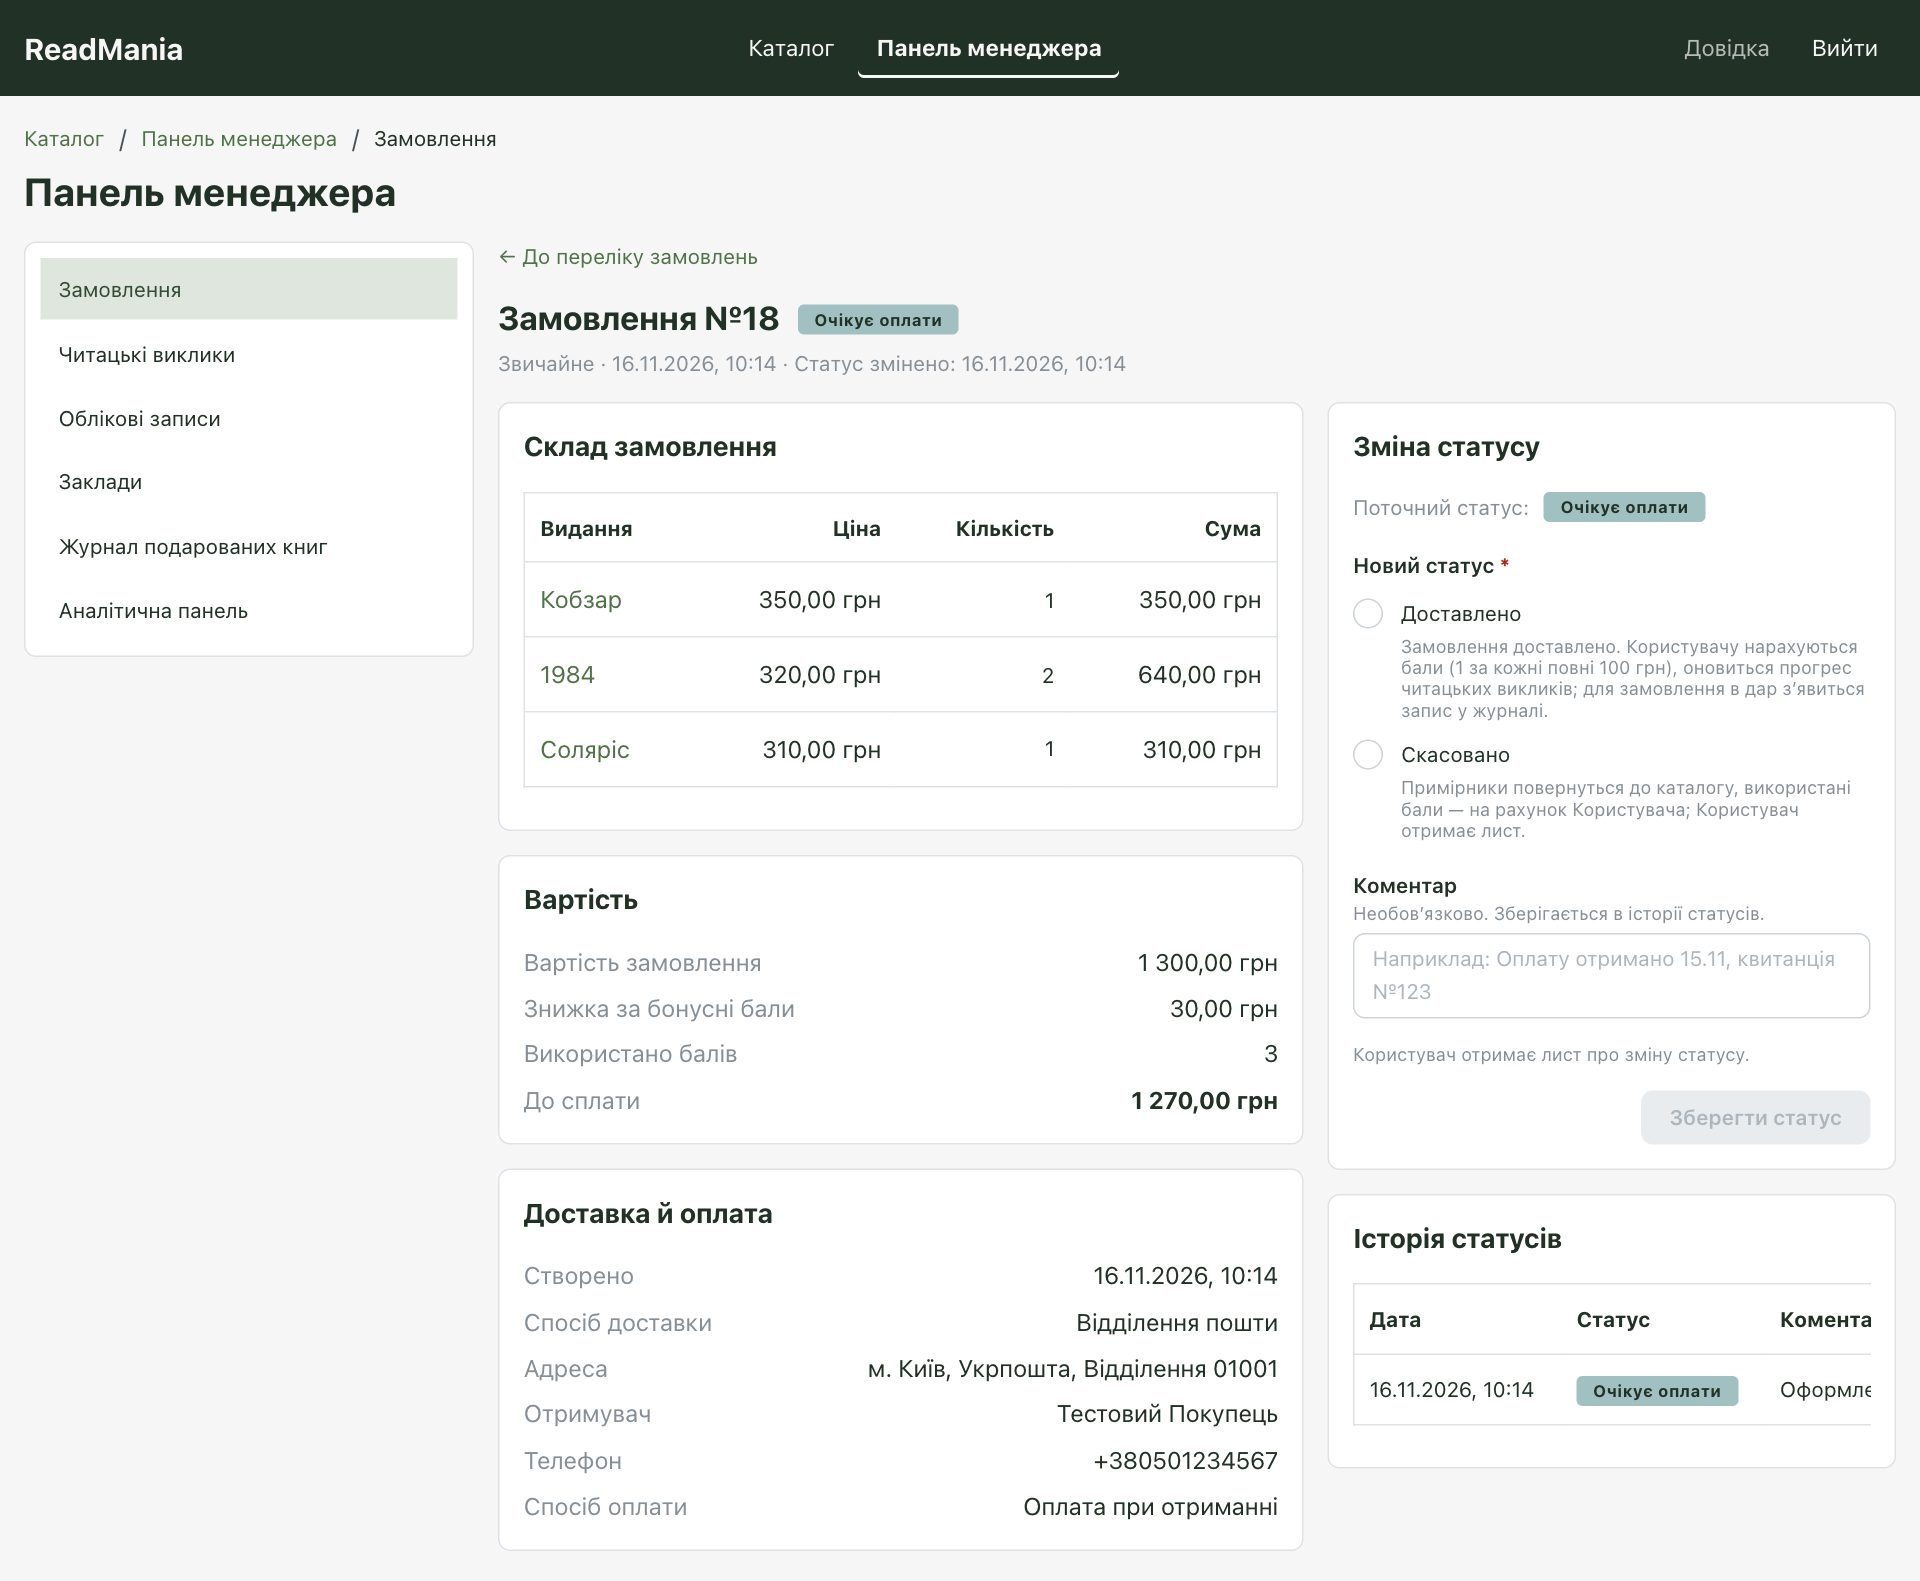 ReadMania
Каталог
Панель менеджера
Довідка
Вийти
Каталог / Панель менеджера / Замовлення
Панель менеджера
Замовлення
Читацькі виклики
Облікові записи
Заклади
Журнал подарованих книг
Аналітична панель
← До переліку замовлень
Замовлення №18 Очікує оплати
Звичайне · 16.11.2026, 10:14 · Статус змінено: 16.11.2026, 10:14
Склад замовлення
Видання Ціна Кількість Сума
Кобзар 350,00 грн 1 350,00 грн
1984 320,00 грн 2 640,00 грн
Соляріс 310,00 грн 1 310,00 грн
Вартість
Вартість замовлення 1 300,00 грн
Знижка за бонусні бали 30,00 грн
Використано балів 3
До сплати 1 270,00 грн
Доставка й оплата
Створено 16.11.2026, 10:14
Спосіб доставки Відділення пошти
Адреса м. Київ, Укрпошта, Відділення 01001
Отримувач Тестовий Покупець
Телефон +380501234567
Спосіб оплати Оплата при отриманні
Зміна статусу
Поточний статус: Очікує оплати
Новий статус *
Доставлено
Замовлення доставлено. Користувачу нарахуються
бали (1 за кожні повні 100 грн), оновиться прогрес
читацьких викликів; для замовлення в дар з’явиться
запис у журналі.
Скасовано
Примірники повернуться до каталогу, використані
бали — на рахунок Користувача; Користувач
отримає лист.
Коментар
Необов’язково. Зберігається в історії статусів.
Наприклад: Оплату отримано 15.11, квитанція
№123
Користувач отримає лист про зміну статусу.
Зберегти статус
Історія статусів
Дата Статус Комента
16.11.2026, 10:14 Очікує оплати Оформле